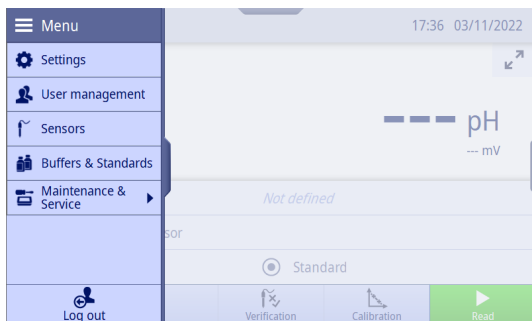 Menu
17:36 03/11/2022
Settings
User management
Sensors
Buffers & Standards
Maintenance &
Service
--- pH
--- mV
Not defined
sor
Standard
Log out
Verification
Calibration
Read